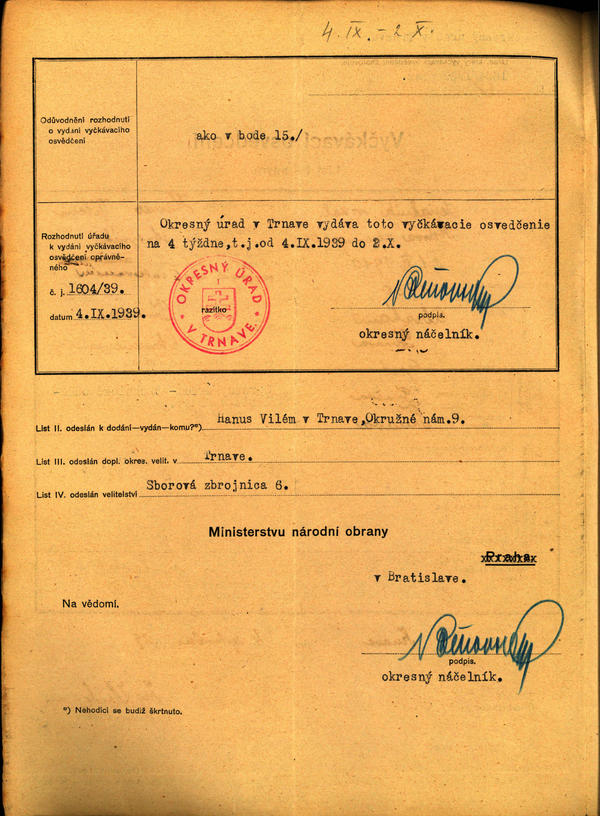 4. IX. – 2. X.
Odůvodnění rozhodnutí
o vydání vyčkávacího
osvědčení
ako v bode 15./
Rozhodnutí úřadu
k vydání vyčkávacího
osvědčení oprávně-
ného
č. j. 1604/39.
datum 4.IX.1939.
Okresný úrad v Trnave vydáva toto vyčkávacie osvedčenie
na 4 týždne,t.j.od 4.IX.1939 do 2.X.
OKRESNÝ ÚRAD
V TRNAVE
razítko
podpis.
okresný náčelník.
List II. odeslán k dodání—vydán—komu?*) Hanus Vilém v Trnave,Okružné nám.9.
List III. odeslán dopl. okres. velit. v Trnave.
List IV. odeslán velitelství Sborová zbrojnica 6.
Ministerstvu národní obrany
Praha
v Bratislave.
Na vědomí.
podpis.
okresný náčelník.
*) Nehodící se budiž škrtnuto.